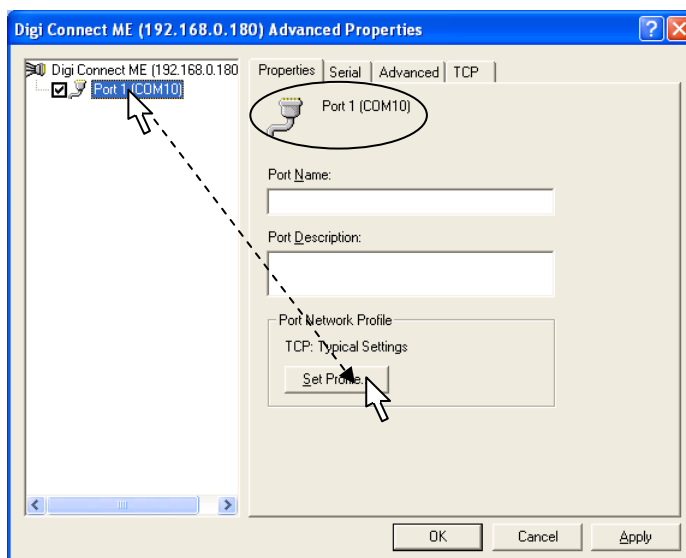 Digi Connect ME (192.168.0.180) Advanced Properties
Digi Connect ME (192.168.0.180
Port 1 (COM10)
Properties Serial Advanced TCP
Port 1 (COM10)
Port Name:
Port Description:
Port Network Profile
TCP: Typical Settings
Set Profile...
OK Cancel Apply